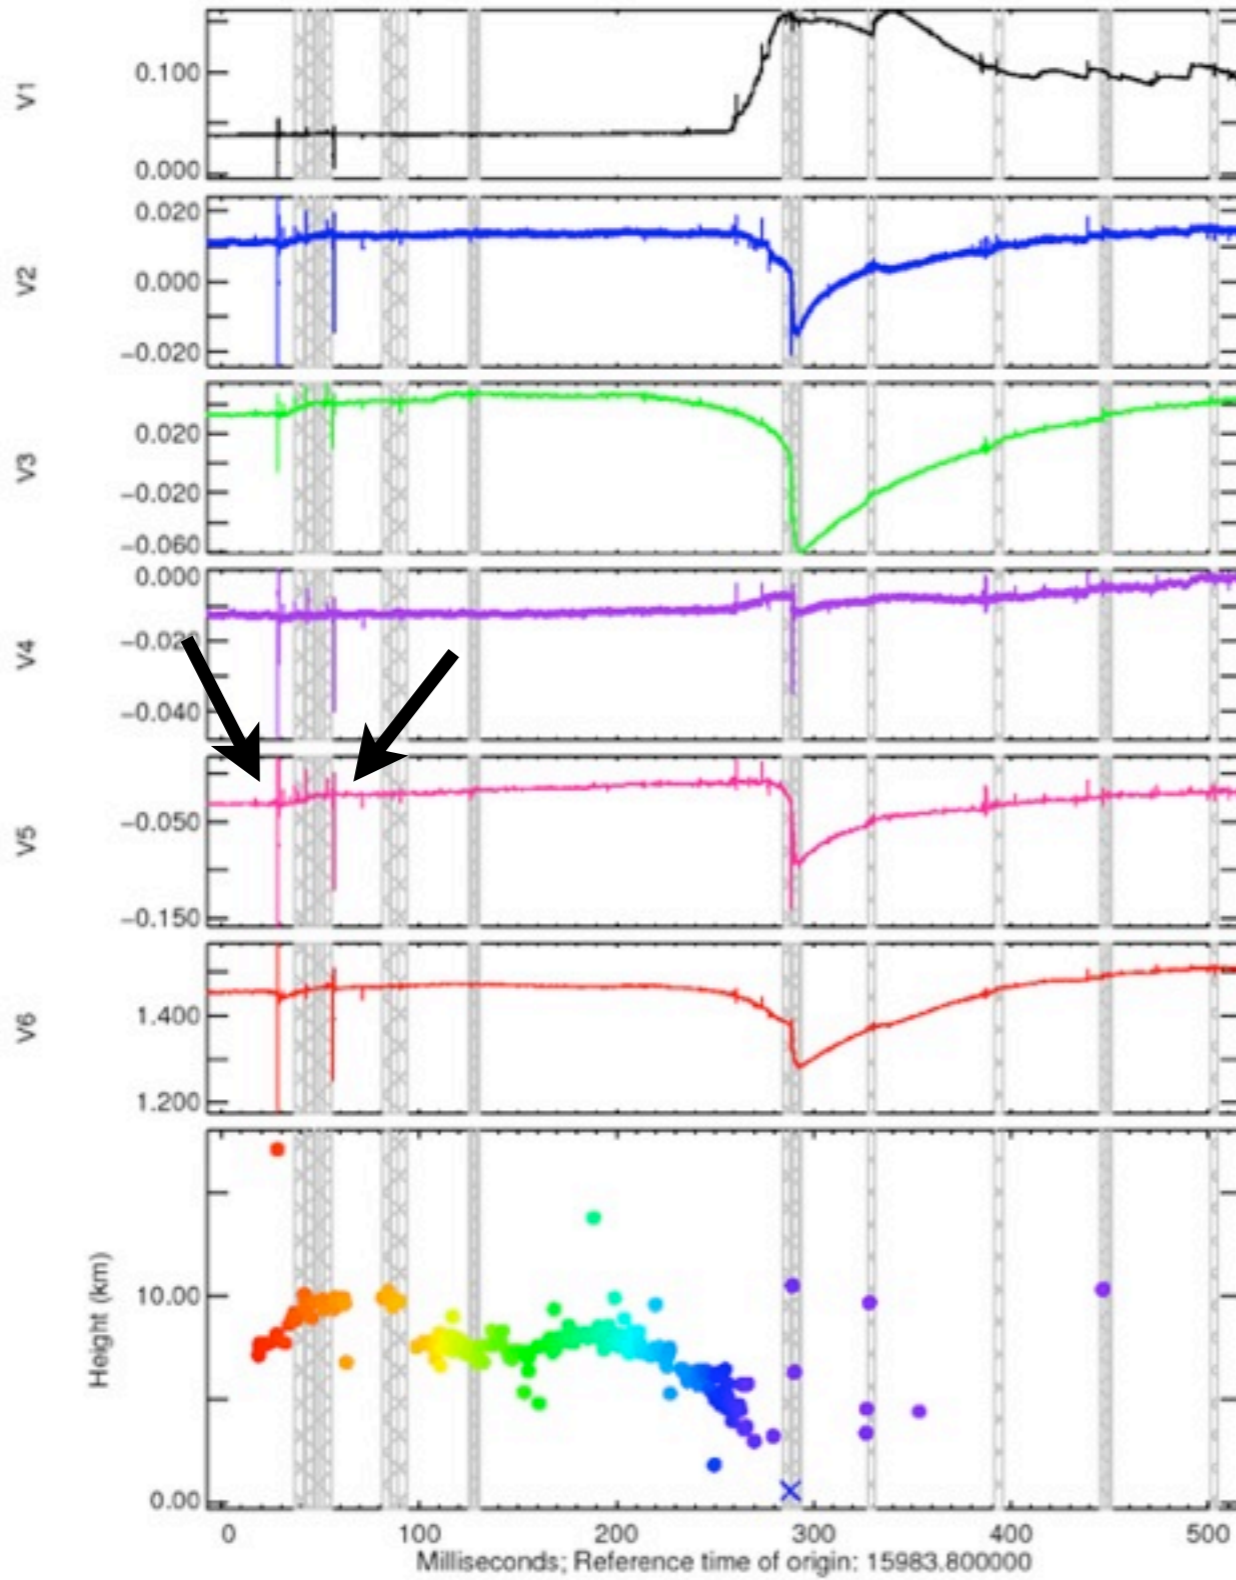 V1
0.100
0.000
V2
0.020
0.000
−0.020
V3
0.020
−0.020
−0.060
V4
0.000
−0.020
−0.040
V5
−0.050
−0.150
V6
1.400
1.200
Height (km)
10.00
0.00
0 100 200 300 400 500
Milliseconds; Reference time of origin: 15983.800000